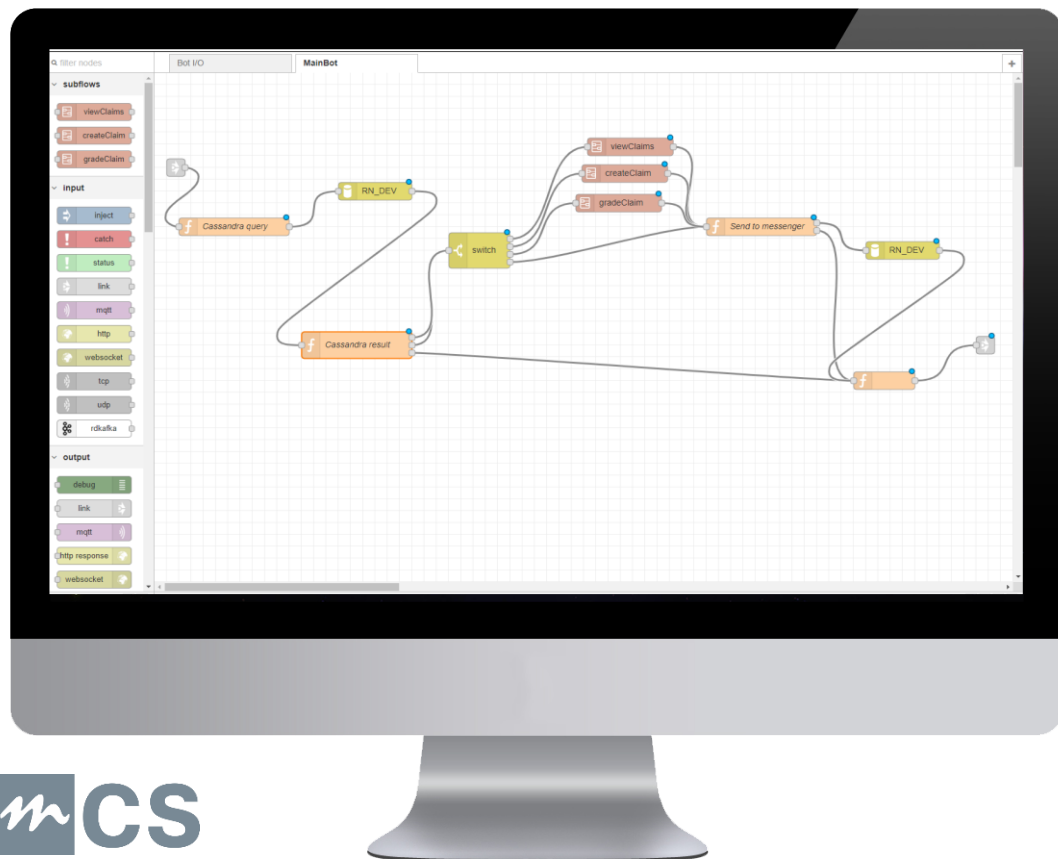 filter nodes
Bot I/O
MainBot
+
subflows
viewClaims
createClaim
gradeClaim
input
inject
catch
status
link
mqtt
http
websocket
tcp
udp
rdkafka
output
debug
link
mqtt
http response
websocket
Cassandra query
RN_DEV
viewClaims
createClaim
gradeClaim
switch
Send to messenger
RN_DEV
Cassandra result
mCS